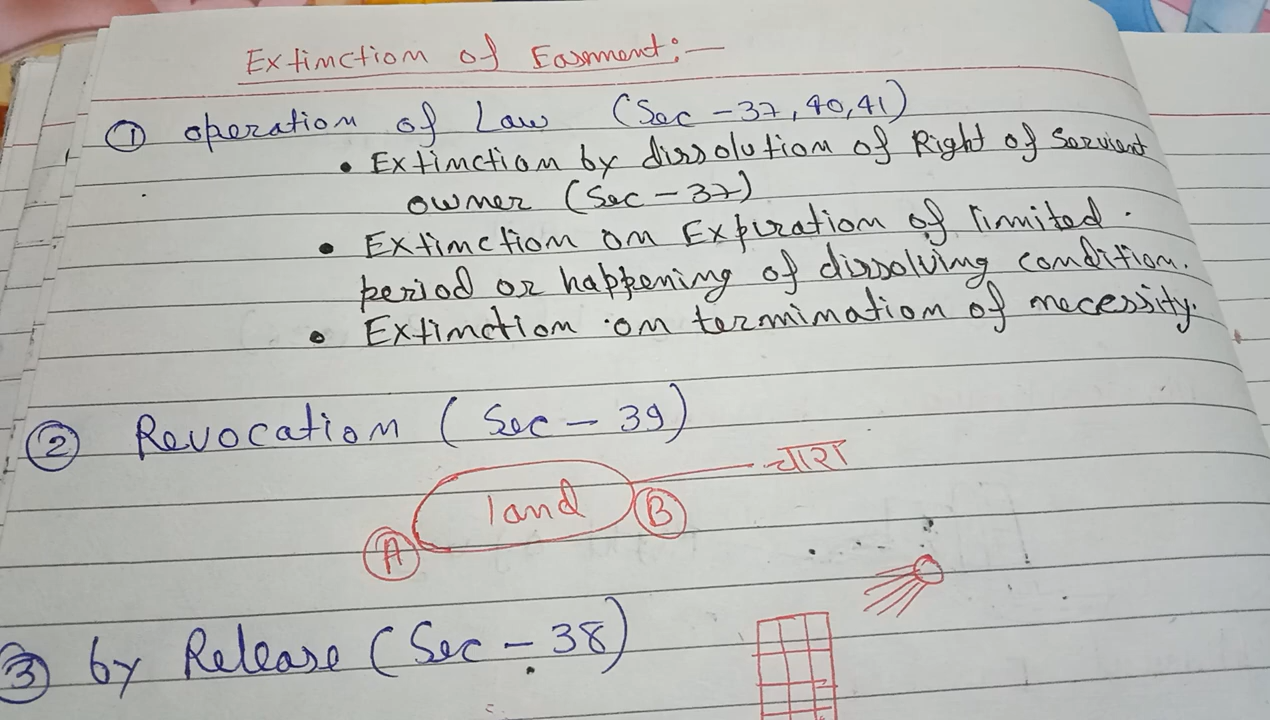 Extinction of Easment:—
① operation of Law (Sec - 37, 40, 41)
• Extinction by dissolution of Right of Servient
owner (Sec - 37)
• Extinction on Expiration of limited
period or happening of dissolving condition.
• Extinction on termination of necessity.
② Revocation (Sec - 39)
चारा
land
Ⓑ
Ⓐ
③ by Release (Sec - 38)